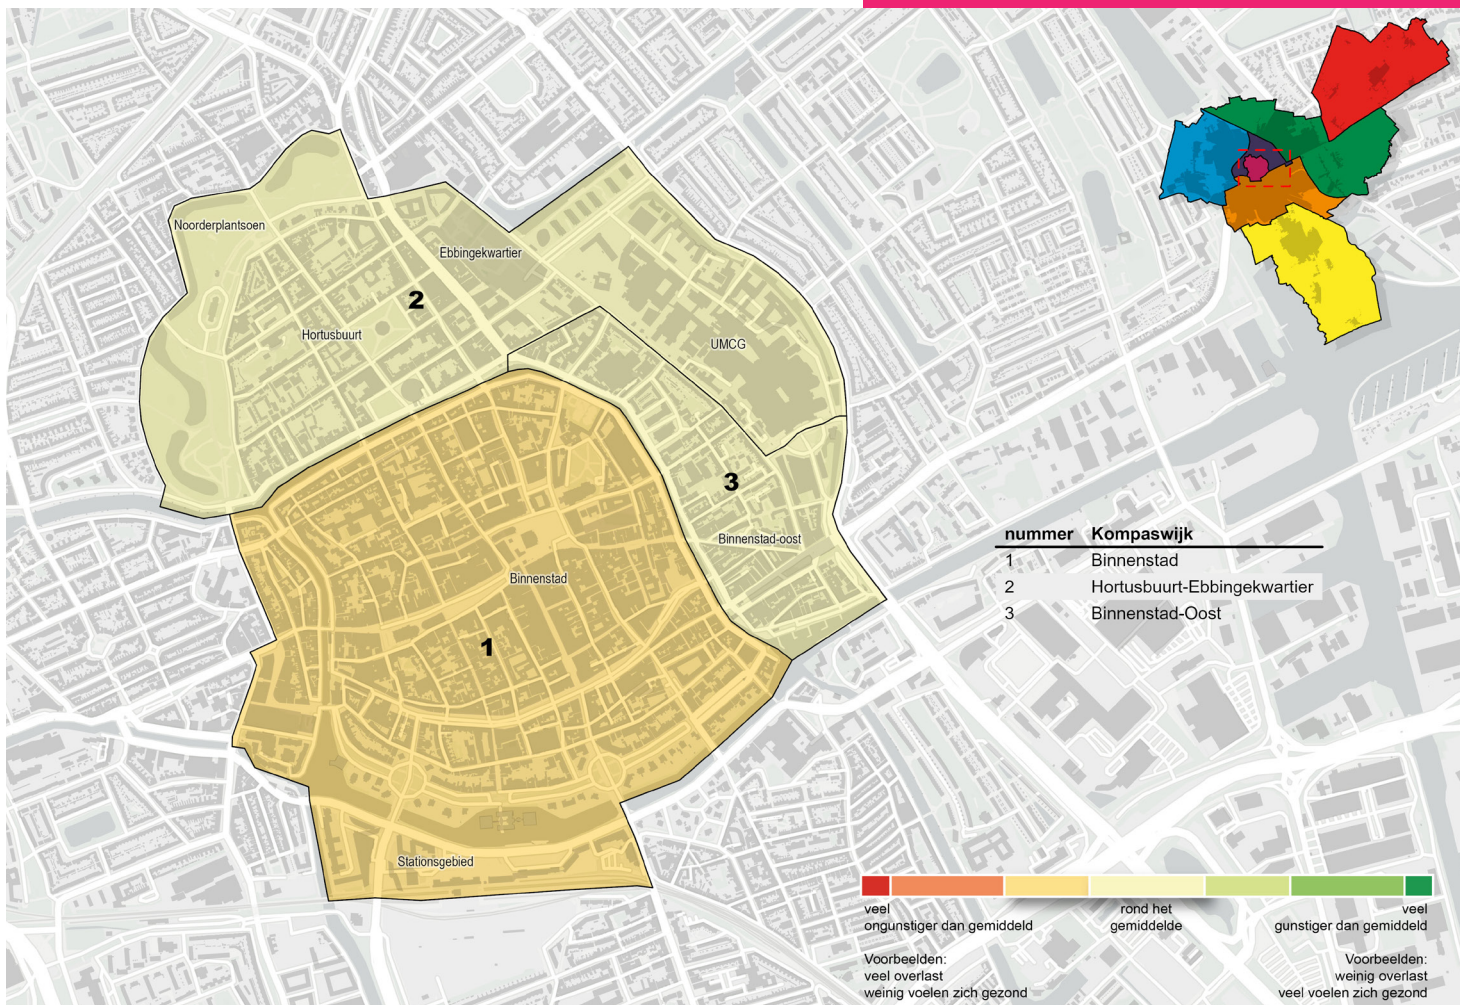 Noorderplantsoen
Ebbingekwartier
2
Hortusbuurt
UMCG
3
Binnenstad-oost
Binnenstad
1
Stationsgebied
nummer Kompaswijk
1 Binnenstad
2 Hortusbuurt-Ebbingekwartier
3 Binnenstad-Oost
veel
ongunstiger dan gemiddeld
rond het
gemiddelde
veel
gunstiger dan gemiddeld
Voorbeelden:
veel overlast
weinig voelen zich gezond
Voorbeelden:
weinig overlast
veel voelen zich gezond